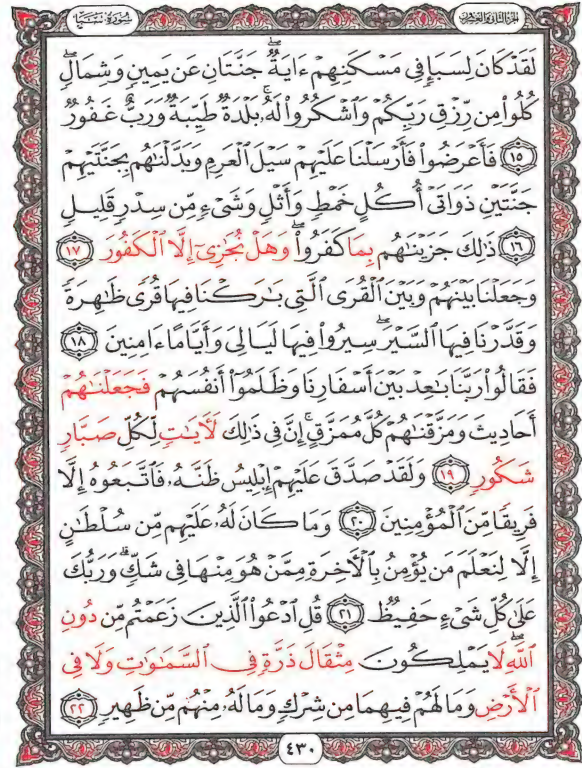 الجزء الثاني والعشرون
سورة سبإ
لَقَدْ كَانَ لِسَبَإٍ فِي مَسْكَنِهِمْ ءَايَةٌۖ جَنَّتَانِ عَن يَمِينٍ وَشِمَالٍۖ
كُلُوا۟ مِن رِّزْقِ رَبِّكُمْ وَٱشْكُرُوا۟ لَهُۥۚ بَلْدَةٌ طَيِّبَةٌ وَرَبٌّ غَفُورٌ
﴿١٥﴾ فَأَعْرَضُوا۟ فَأَرْسَلْنَا عَلَيْهِمْ سَيْلَ ٱلْعَرِمِ وَبَدَّلْنَٰهُم بِجَنَّتَيْهِمْ
جَنَّتَيْنِ ذَوَاتَىْ أُكُلٍ خَمْطٍ وَأَثْلٍ وَشَىْءٍ مِّن سِدْرٍ قَلِيلٍ
﴿١٦﴾ ذَٰلِكَ جَزَيْنَٰهُم بِمَا كَفَرُوا۟ۖ وَهَلْ نُجَٰزِىٓ إِلَّا ٱلْكَفُورَ ﴿١٧﴾
وَجَعَلْنَا بَيْنَهُمْ وَبَيْنَ ٱلْقُرَى ٱلَّتِى بَٰرَكْنَا فِيهَا قُرًى ظَٰهِرَةً
وَقَدَّرْنَا فِيهَا ٱلسَّيْرَۖ سِيرُوا۟ فِيهَا لَيَالِىَ وَأَيَّامًا ءَامِنِينَ ﴿١٨﴾
فَقَالُوا۟ رَبَّنَا بَٰعِدْ بَيْنَ أَسْفَارِنَا وَظَلَمُوٓا۟ أَنفُسَهُمْ فَجَعَلْنَٰهُمْ
أَحَادِيثَ وَمَزَّقْنَٰهُمْ كُلَّ مُمَزَّقٍۚ إِنَّ فِى ذَٰلِكَ لَءَايَٰتٍ لِّكُلِّ صَبَّارٍ
شَكُورٍ ﴿١٩﴾ وَلَقَدْ صَدَّقَ عَلَيْهِمْ إِبْلِيسُ ظَنَّهُۥ فَٱتَّبَعُوهُ إِلَّا
فَرِيقًا مِّنَ ٱلْمُؤْمِنِينَ ﴿٢٠﴾ وَمَا كَانَ لَهُۥ عَلَيْهِم مِّن سُلْطَٰنٍ
إِلَّا لِنَعْلَمَ مَن يُؤْمِنُ بِٱلْءَاخِرَةِ مِمَّنْ هُوَ مِنْهَا فِى شَكٍّۗ وَرَبُّكَ
عَلَىٰ كُلِّ شَىْءٍ حَفِيظٌ ﴿٢١﴾ قُلِ ٱدْعُوا۟ ٱلَّذِينَ زَعَمْتُم مِّن دُونِ
ٱللَّهِۖ لَا يَمْلِكُونَ مِثْقَالَ ذَرَّةٍ فِى ٱلسَّمَٰوَٰتِ وَلَا فِى
ٱلْأَرْضِ وَمَا لَهُمْ فِيهِمَا مِن شِرْكٍ وَمَا لَهُۥ مِنْهُم مِّن ظَهِيرٍ ﴿٢٢﴾
٤٣٠